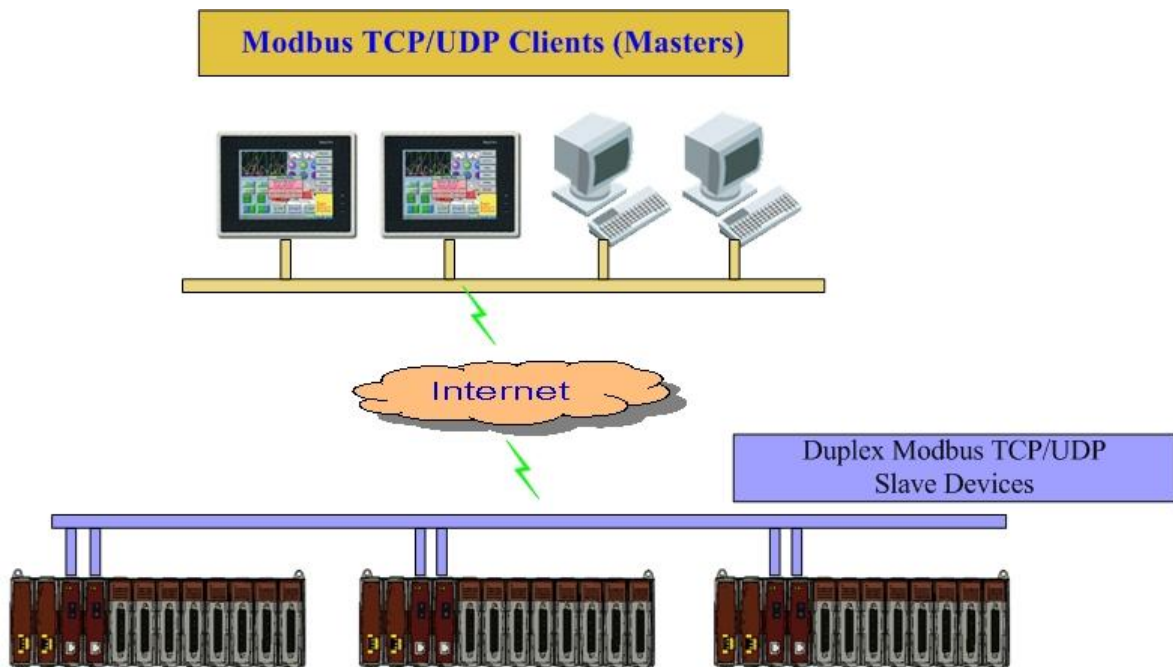 Modbus TCP/UDP Clients (Masters)
Internet
Duplex Modbus TCP/UDP
Slave Devices